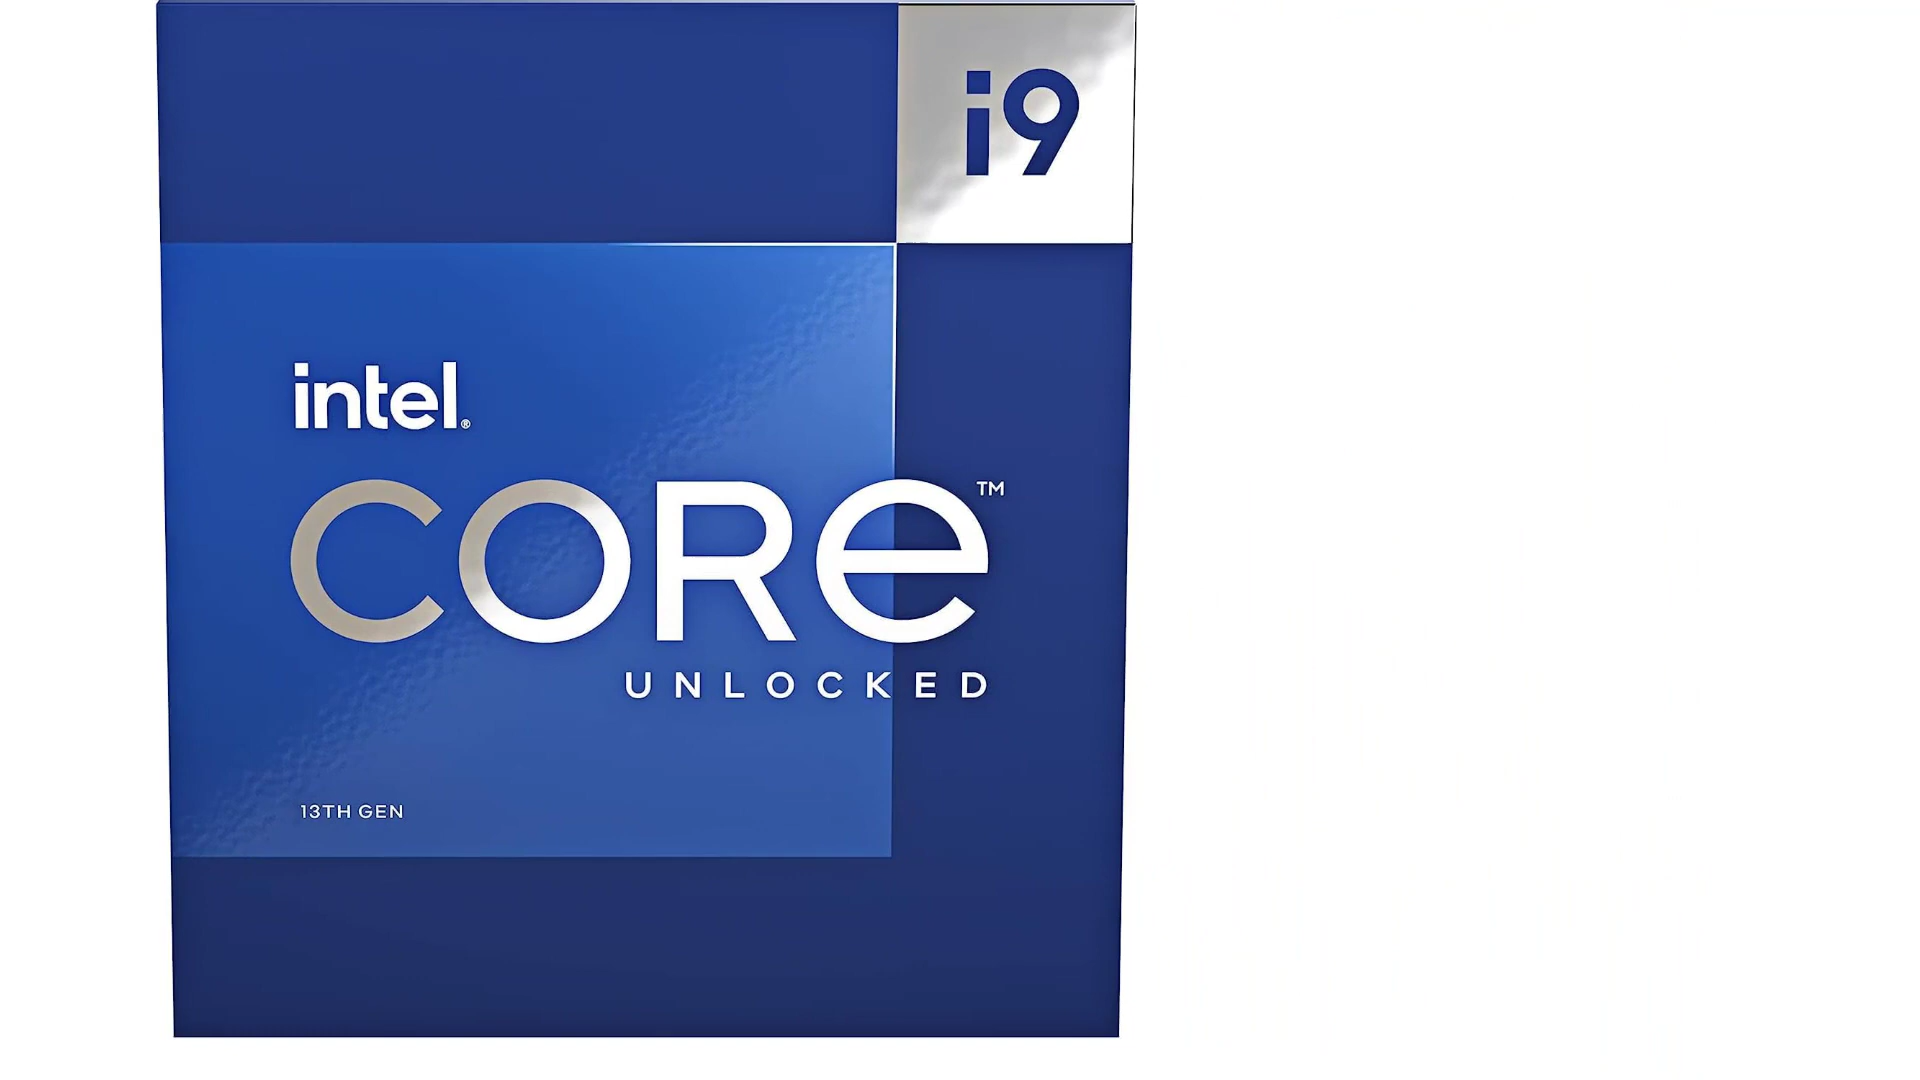 i9
intel®
CORe™
UNLOCKED
13TH GEN